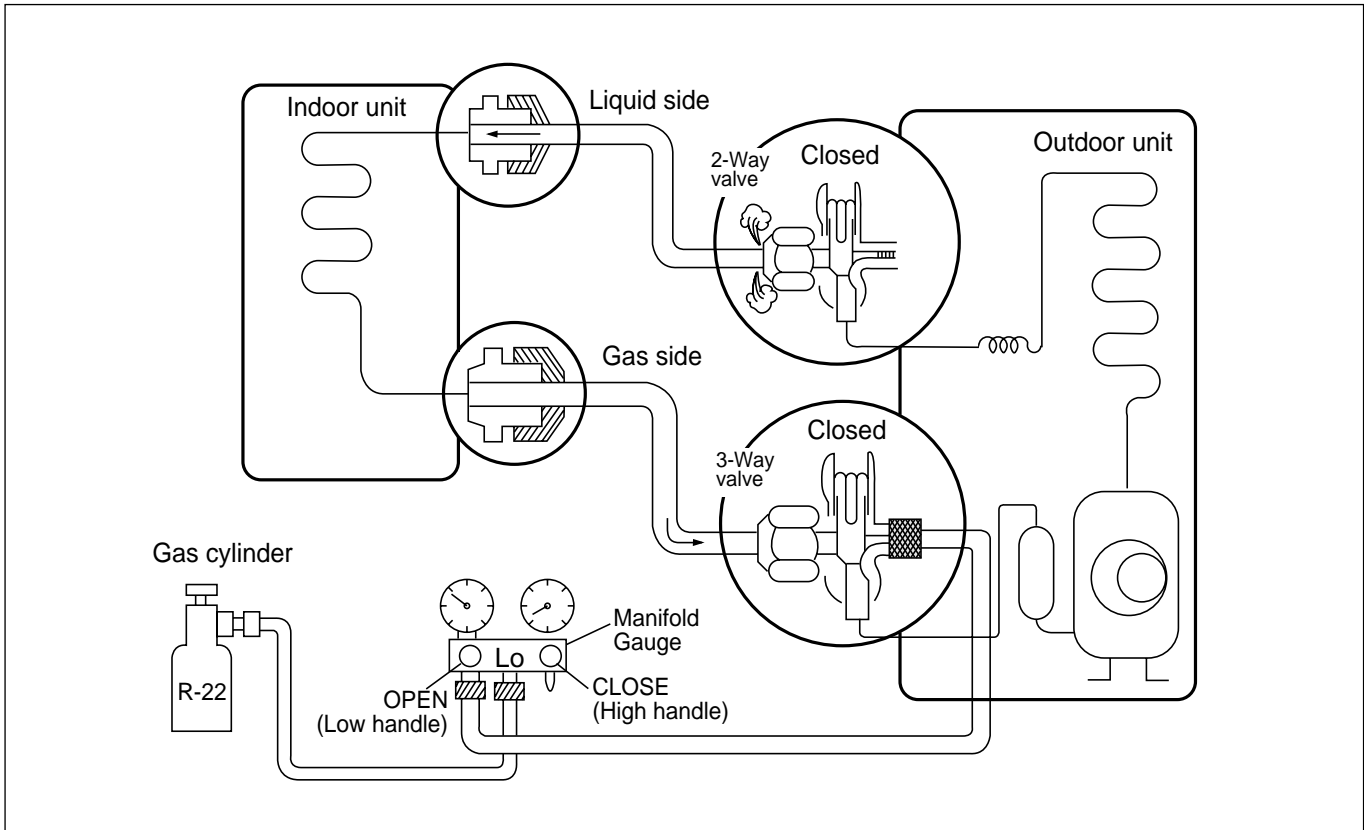 Indoor unit
Liquid side
2-Way
valve
Closed
Outdoor unit
Gas side
3-Way
valve
Closed
Gas cylinder
R-22
Lo
Manifold
Gauge
OPEN
(Low handle)
CLOSE
(High handle)